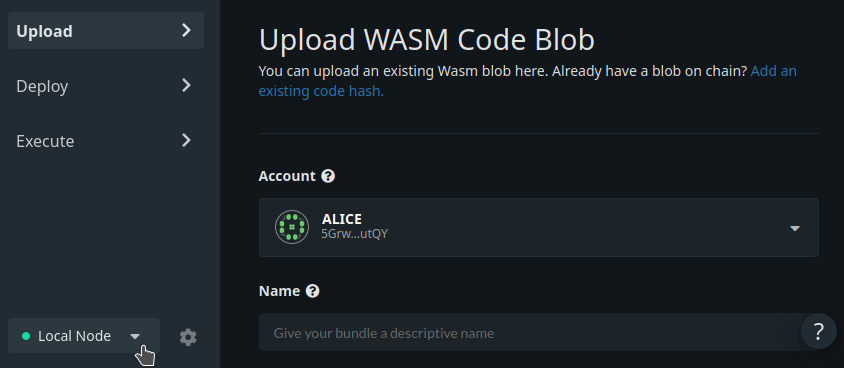 Upload
Deploy
Execute
Local Node
Upload WASM Code Blob
You can upload an existing Wasm blob here. Already have a blob on chain? Add an
existing code hash.
Account ?
ALICE
5Grw...utQY
Name ?
Give your bundle a descriptive name
?